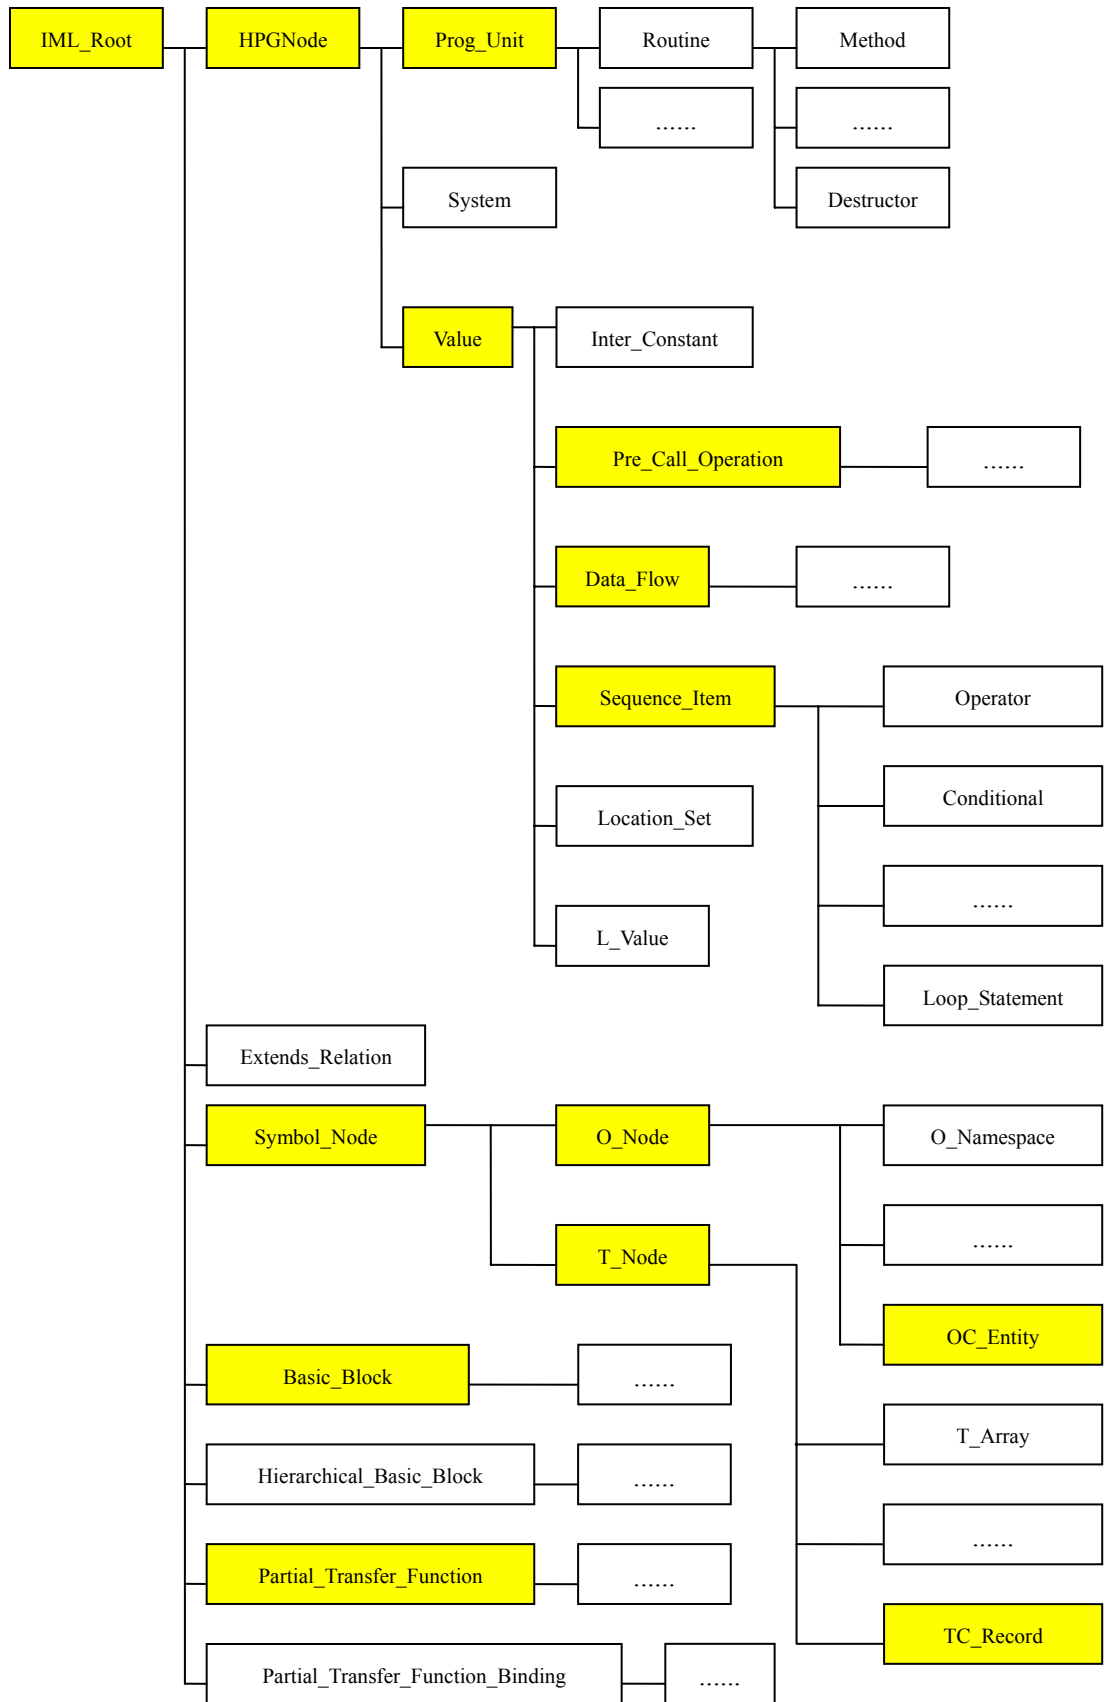 IML_Root
HPGNode
Prog_Unit
Routine
Method
......
......
System
Destructor
Value
Inter_Constant
Pre_Call_Operation
......
Data_Flow
......
Sequence_Item
Operator
Conditional
Location_Set
......
L_Value
Loop_Statement
Extends_Relation
Symbol_Node
O_Node
O_Namespace
......
T_Node
OC_Entity
Basic_Block
......
T_Array
Hierarchical_Basic_Block
......
......
Partial_Transfer_Function
......
TC_Record
Partial_Transfer_Function_Binding
......